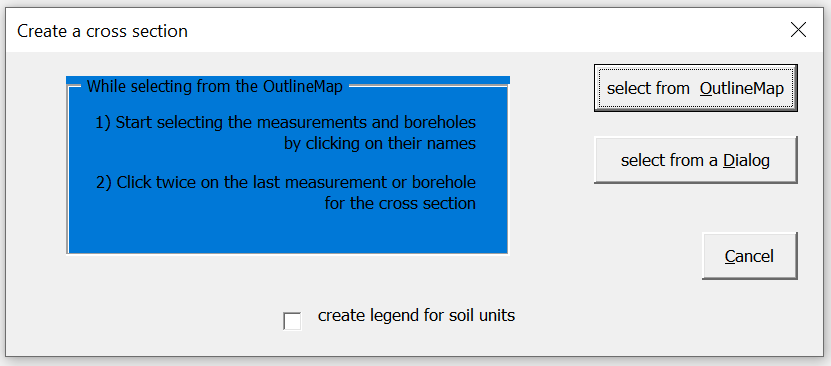 Create a cross section
While selecting from the OutlineMap
1) Start selecting the measurements and boreholes
by clicking on their names
2) Click twice on the last measurement or borehole
for the cross section
select from OutlineMap
select from a Dialog
Cancel
create legend for soil units